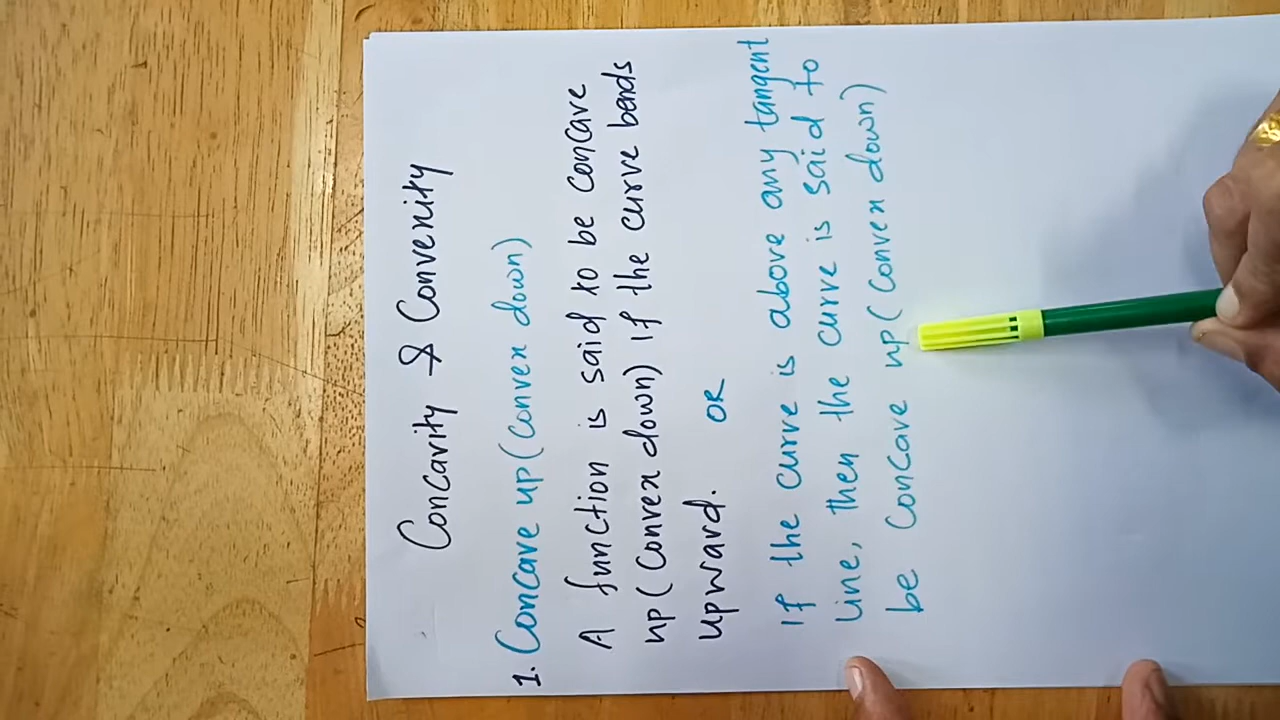 Concavity & Convexity
1. Concave up (Convex down)
A function is said to be concave
up (Convex down) if the curve bends
upward.
OR
If the curve is above any tangent
line, then the curve is said to
be concave up (Convex down)